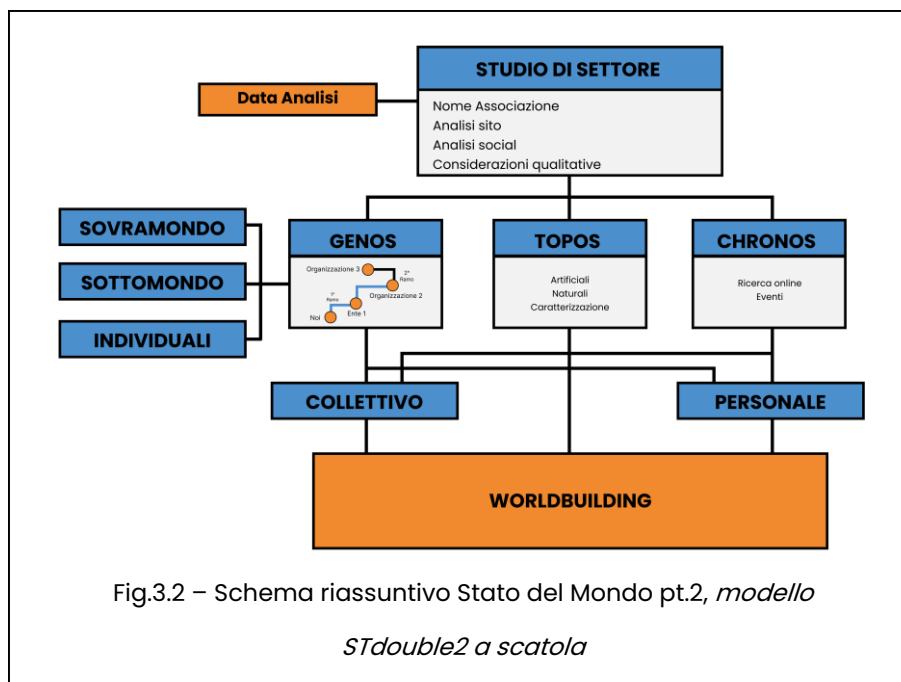 STUDIO DI SETTORE
Data Analisi
Nome Associazione
Analisi sito
Analisi social
Considerazioni qualitative
SOVRAMONDO
SOTTOMONDO
INDIVIDUALI
GENOS
Organizzazione 3
2°
Ramo
Organizzazione 2
1°
Ramo
Ente 1
Noi
TOPOS
Artificiali
Naturali
Caratterizzazione
CHRONOS
Ricerca online
Eventi
COLLETTIVO
PERSONALE
WORLDBUILDING
Fig.3.2 – Schema riassuntivo Stato del Mondo pt.2, modello
STdouble2 a scatola